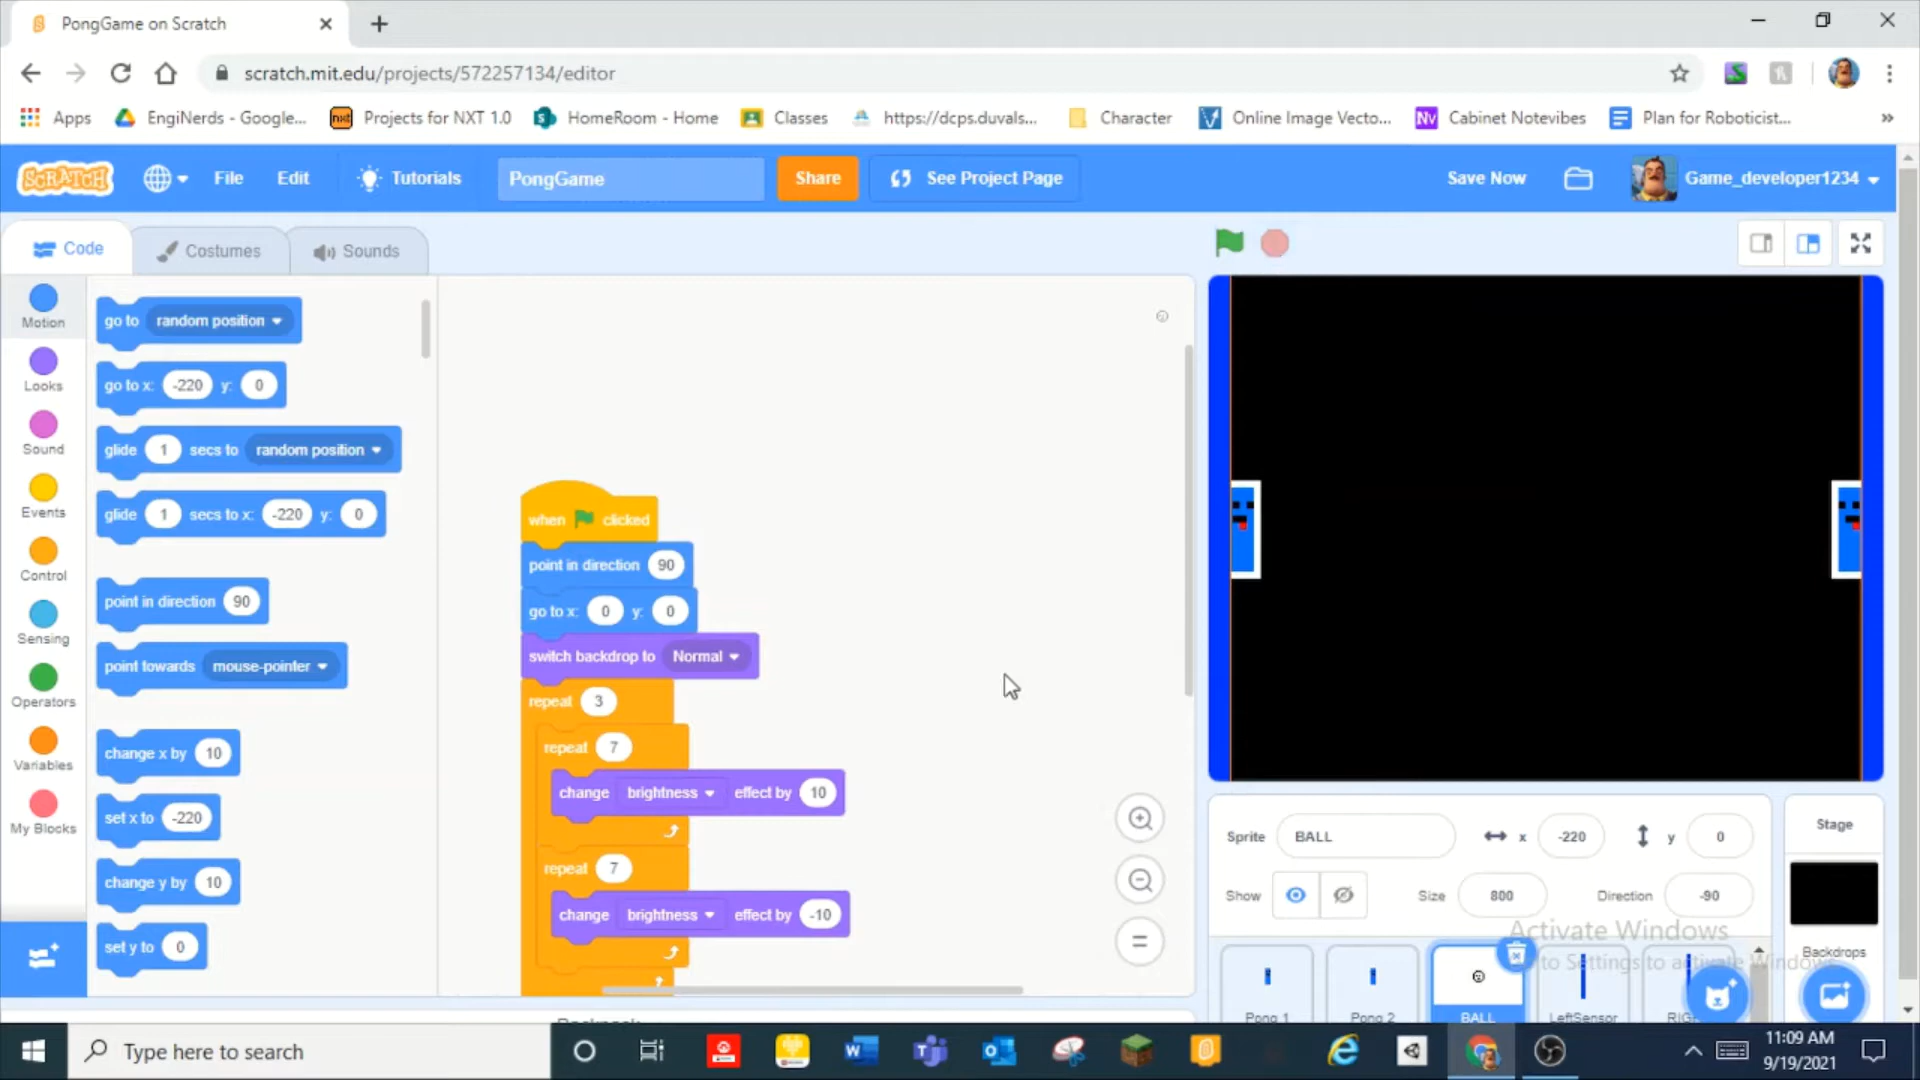 PongGame on Scratch
scratch.mit.edu/projects/572257134/editor
Apps
EngiNerds - Google...
nxt
Projects for NXT 1.0
HomeRoom - Home
Classes
https://dcps.duvals...
Character
Online Image Vecto...
Nv
Cabinet Notevibes
Plan for Roboticist...
»
SCRATCH
File
Edit
Tutorials
PongGame
Share
See Project Page
Save Now
Game_developer1234
Code
Costumes
Sounds
Motion
Looks
Sound
Events
Control
Sensing
Operators
Variables
My Blocks
go to random position
go to x: -220 y: 0
glide 1 secs to random position
glide 1 secs to x: -220 y: 0
point in direction 90
point towards mouse-pointer
change x by 10
set x to -220
change y by 10
set y to 0
when clicked
point in direction 90
go to x: 0 y: 0
switch backdrop to Normal
repeat 3
repeat 7
change brightness effect by 10
repeat 7
change brightness effect by -10
Sprite BALL x -220 y 0
Show Size 800 Direction -90
Stage
Backdrops
Activate Windows
to Settings to activate Windows.
Pong 1
Pong 2
BALL
LeftSensor
Type here to search
11:09 AM
9/19/2021